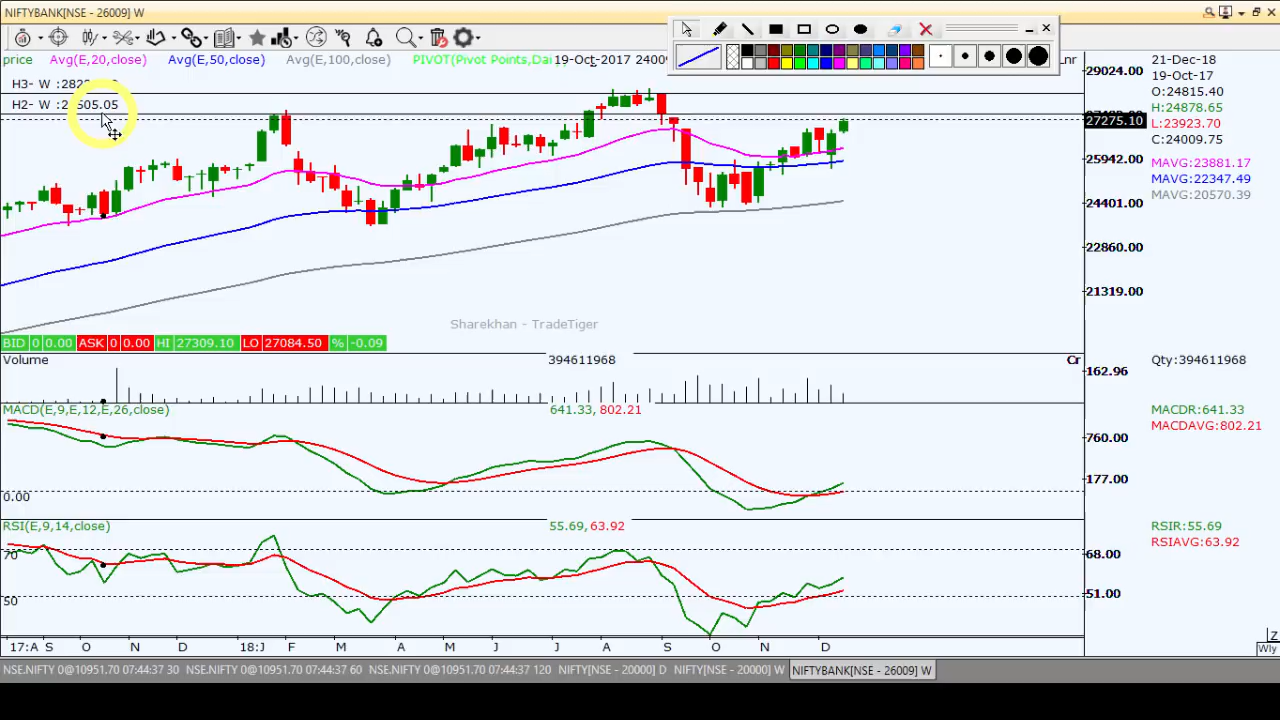 NIFTYBANK[NSE - 26009] W
price Avg(E,20,close) Avg(E,50,close) Avg(E,100,close) PIVOT(Pivot Points,Dai 19-Oct-2017 2400
H3- W
H2- W 605.05
29024.00
27275.10
25942.00
24401.00
22860.00
21319.00
21-Dec-18
19-Oct-17
O:24815.40
H:24878.65
L:23923.70
C:24009.75
MAVG:23881.17
MAVG:22347.49
MAVG:20570.39
Sharekhan - TradeTiger
BID 0 0.00 ASK 0 0.00 HI 27309.10 LO 27084.50 % -0.09
Volume 394611968 Cr
162.96
Qty:394611968
MACD(E,9,E,12,E,26,close) 641.33, 802.21
760.00
177.00
0.00
MACDR:641.33
MACDAVG:802.21
RSI(E,9,14,close) 55.69, 63.92
70
50
68.00
51.00
RSIR:55.69
RSIAVG:63.92
17:A S O N D 18:J F M A M J J A S O N D
Z
Wly
NSE.NIFTY 0@10951.70 07:44:37 30 NSE.NIFTY 0@10951.70 07:44:37 60 NSE.NIFTY 0@10951.70 07:44:37 120 NIFTY[NSE - 20000] D NIFTY[NSE - 20000] W NIFTYBANK[NSE - 26009] W